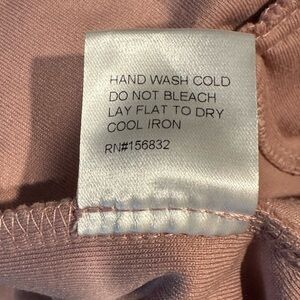 HAND WASH COLD
DO NOT BLEACH
LAY FLAT TO DRY
COOL IRON
RN#156832